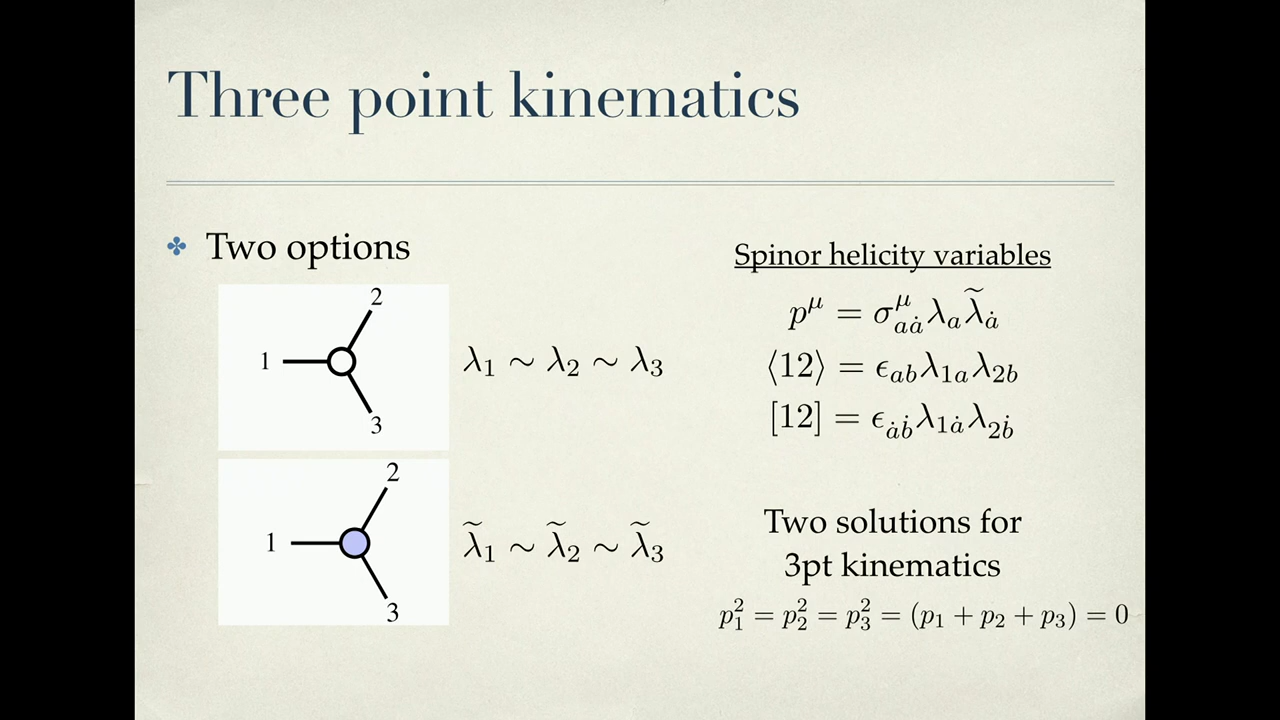 Three point kinematics
✤ Two options
2
1
3
λ₁ ∼ λ₂ ∼ λ₃
2
1
3
λ̃₁ ∼ λ̃₂ ∼ λ̃₃
Spinor helicity variables
p^μ = σ^μ_{aȧ} λ_a λ̃_ȧ
⟨12⟩ = ϵ_{ab} λ_{1a} λ_{2b}
[12] = ϵ_{ȧḃ} λ_{1ȧ} λ_{2ḃ}
Two solutions for
3pt kinematics
p₁² = p₂² = p₃² = (p₁ + p₂ + p₃) = 0